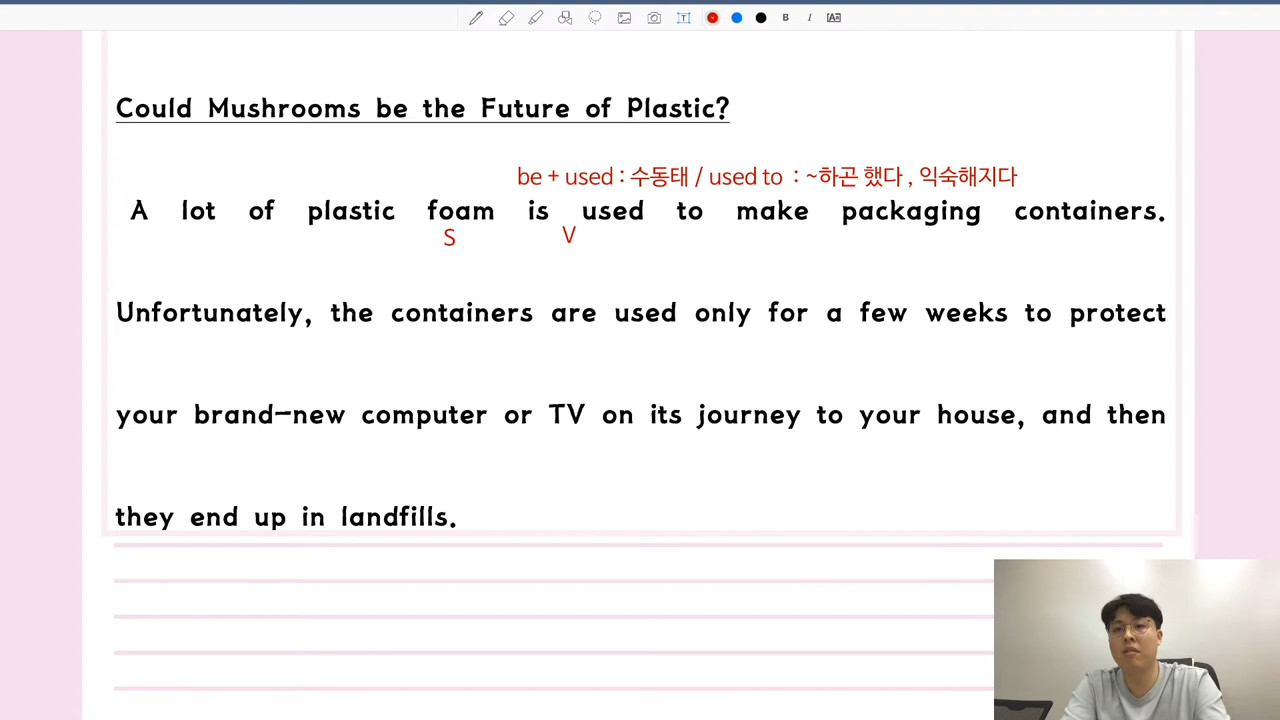 Could Mushrooms be the Future of Plastic?
be + used : 수동태 / used to : ~하곤 했다 , 익숙해지다
A lot of plastic foam is used to make packaging containers.
S V
Unfortunately, the containers are used only for a few weeks to protect
your brand-new computer or TV on its journey to your house, and then
they end up in landfills.